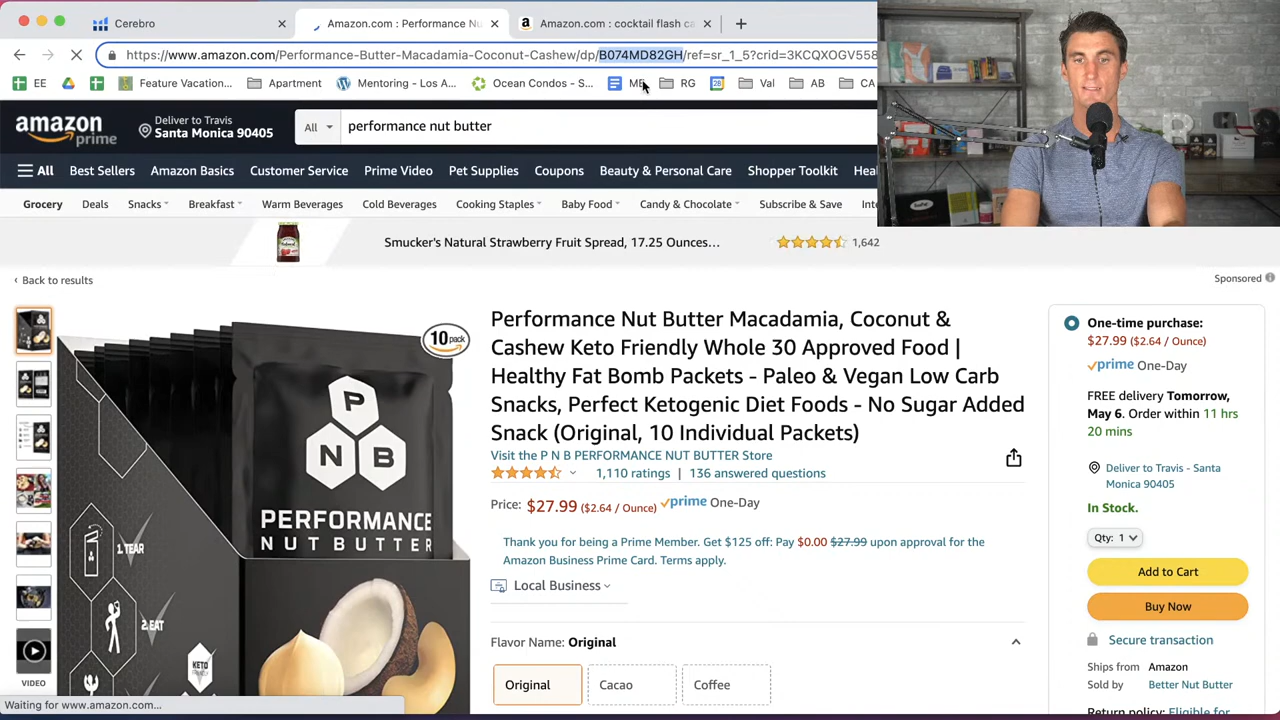 Cerebro
Amazon.com : Performance Nu
Amazon.com : cocktail flash ca
https://www.amazon.com/Performance-Butter-Macadamia-Coconut-Cashew/dp/B074MD82GH/ref=sr_1_5?crid=3KCQXOGV558
EE
Feature Vacation...
Apartment
Mentoring - Los A...
Ocean Condos - S...
ME
RG
28
Val
AB
CA
amazon prime
Deliver to Travis
Santa Monica 90405
All
performance nut butter
All
Best Sellers
Amazon Basics
Customer Service
Prime Video
Pet Supplies
Coupons
Beauty & Personal Care
Shopper Toolkit
Hea
Grocery
Deals
Snacks
Breakfast
Warm Beverages
Cold Beverages
Cooking Staples
Baby Food
Candy & Chocolate
Subscribe & Save
Smucker's Natural Strawberry Fruit Spread, 17.25 Ounces...
1,642
‹ Back to results
Sponsored
10 pack
P
N B
PERFORMANCE
NUT BUTTER
1. TEAR
2. EAT
KETO
VIDEO
Performance Nut Butter Macadamia, Coconut &
Cashew Keto Friendly Whole 30 Approved Food |
Healthy Fat Bomb Packets - Paleo & Vegan Low Carb
Snacks, Perfect Ketogenic Diet Foods - No Sugar Added
Snack (Original, 10 Individual Packets)
Visit the P N B PERFORMANCE NUT BUTTER Store
1,110 ratings | 136 answered questions
Price: $27.99 ($2.64 / Ounce) prime One-Day
Thank you for being a Prime Member. Get $125 off: Pay $0.00 $27.99 upon approval for the
Amazon Business Prime Card. Terms apply.
Local Business
Flavor Name: Original
Original
Cacao
Coffee
One-time purchase:
$27.99 ($2.64 / Ounce)
prime One-Day
FREE delivery Tomorrow,
May 6. Order within 11 hrs
20 mins
Deliver to Travis - Santa
Monica 90405
In Stock.
Qty: 1
Add to Cart
Buy Now
Secure transaction
Ships from Amazon
Sold by Better Nut Butter
Return policy: Eligible for
Waiting for www.amazon.com...